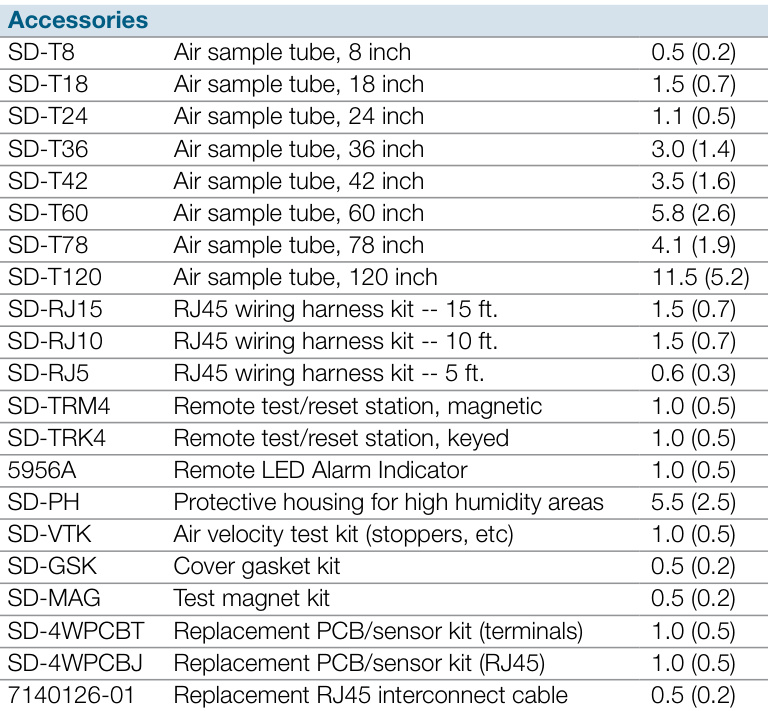 Accessories
SD-T8 Air sample tube, 8 inch 0.5 (0.2)
SD-T18 Air sample tube, 18 inch 1.5 (0.7)
SD-T24 Air sample tube, 24 inch 1.1 (0.5)
SD-T36 Air sample tube, 36 inch 3.0 (1.4)
SD-T42 Air sample tube, 42 inch 3.5 (1.6)
SD-T60 Air sample tube, 60 inch 5.8 (2.6)
SD-T78 Air sample tube, 78 inch 4.1 (1.9)
SD-T120 Air sample tube, 120 inch 11.5 (5.2)
SD-RJ15 RJ45 wiring harness kit -- 15 ft. 1.5 (0.7)
SD-RJ10 RJ45 wiring harness kit -- 10 ft. 1.5 (0.7)
SD-RJ5 RJ45 wiring harness kit -- 5 ft. 0.6 (0.3)
SD-TRM4 Remote test/reset station, magnetic 1.0 (0.5)
SD-TRK4 Remote test/reset station, keyed 1.0 (0.5)
5956A Remote LED Alarm Indicator 1.0 (0.5)
SD-PH Protective housing for high humidity areas 5.5 (2.5)
SD-VTK Air velocity test kit (stoppers, etc) 1.0 (0.5)
SD-GSK Cover gasket kit 0.5 (0.2)
SD-MAG Test magnet kit 0.5 (0.2)
SD-4WPCBT Replacement PCB/sensor kit (terminals) 1.0 (0.5)
SD-4WPCBJ Replacement PCB/sensor kit (RJ45) 1.0 (0.5)
7140126-01 Replacement RJ45 interconnect cable 0.5 (0.2)